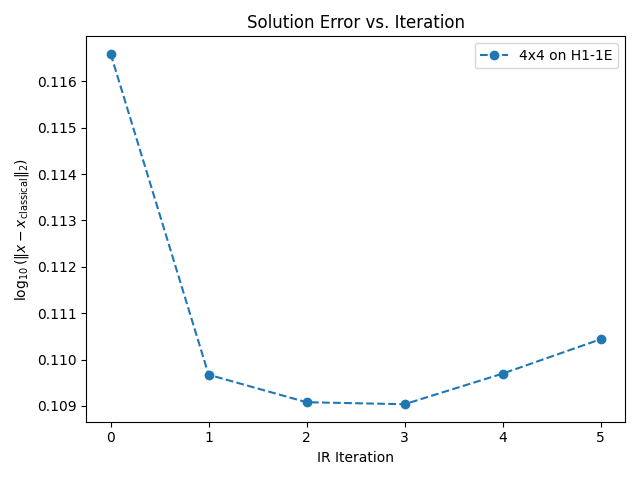 Solution Error vs. Iteration
4x4 on H1-1E
log₁₀(‖x − x_classical‖₂)
0.116
0.115
0.114
0.113
0.112
0.111
0.110
0.109
0 1 2 3 4 5
IR Iteration